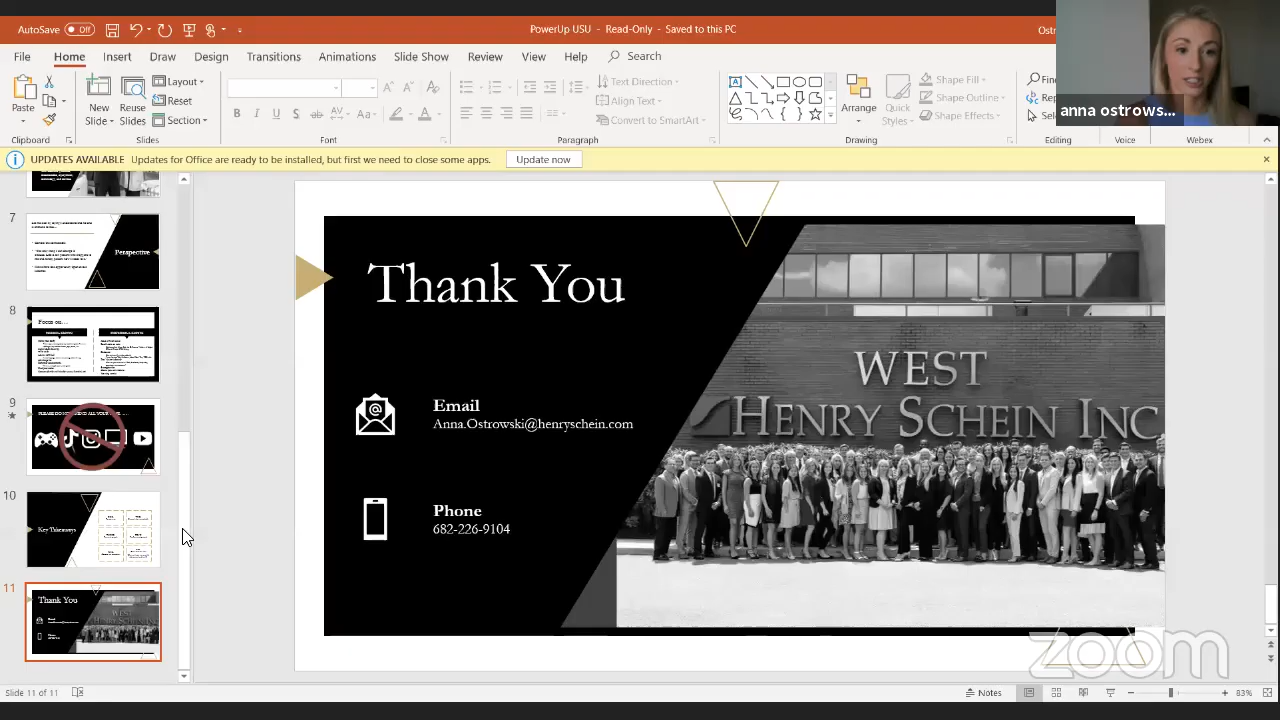 AutoSave Off
PowerUp USU - Read-Only - Saved to this PC
Ost
File Home Insert Draw Design Transitions Animations Slide Show Review View Help Search
Paste
Clipboard
New Slide
Reuse Slides
Layout
Reset
Section
Slides
Font
Text Direction
Align Text
Convert to SmartArt
Paragraph
Arrange
Quick Styles
Shape Fill
Shape Outline
Shape Effects
Drawing
Editing
Voice
Webex
anna ostrows...
UPDATES AVAILABLE Updates for Office are ready to be installed, but first we need to close some apps. Update now
7
Perspective
8
Focus on...
9
10
Key Takeaways
11
Thank You
WEST
HENRY SCHEIN INC
Thank You
Email
Anna.Ostrowski@henryschein.com
Phone
682-226-9104
WEST
HENRY SCHEIN INC
zoom
Slide 11 of 11
Notes
83%